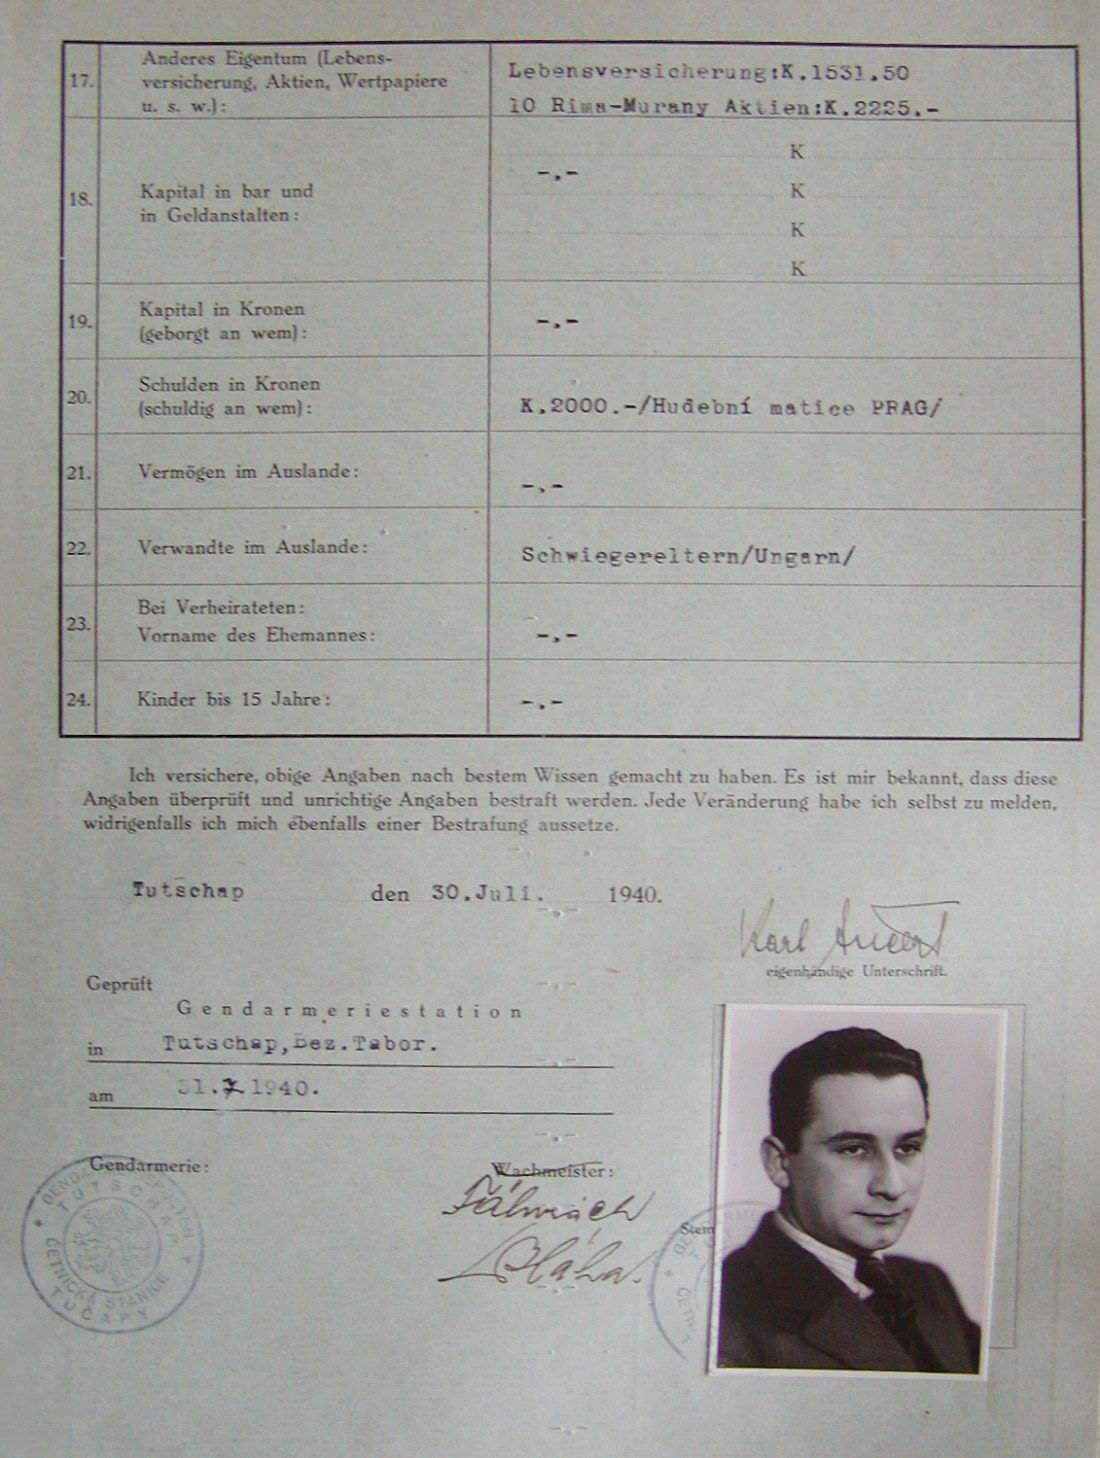 17.
Anderes Eigentum (Lebens-
versicherung, Aktien, Wertpapiere
u. s. w.):
Lebensversicherung:K.1531.50
10 Rima-Murany Aktien:K.2225.-
18.
Kapital in bar und
in Geldanstalten:
K
-.-
K
K
K
19.
Kapital in Kronen
(geborgt an wem):
-.-
20.
Schulden in Kronen
(schuldig an wem):
K.2000.-/Hudební matice PRAG/
21.
Vermögen im Auslande:
-.-
22.
Verwandte im Auslande:
Schwiegereltern/Ungarn/
23.
Bei Verheirateten:
Vorname des Ehemannes:
-.-
24.
Kinder bis 15 Jahre:
-.-
Ich versichere, obige Angaben nach bestem Wissen gemacht zu haben. Es ist mir bekannt, dass diese
Angaben überprüft und unrichtige Angaben bestraft werden. Jede Veränderung habe ich selbst zu melden,
widrigenfalls ich mich ebenfalls einer Bestrafung aussetze.
Tutschap den 30.Juli. 1940.
Karl Ančerl
eigenhändige Unterschrift.
Geprüft
Gendarmeriestation
in Tutschap,Bez.Tabor.
am 31.7.1940.
Gendarmerie:
Wachmeister:
Bláha.
Stem
TUTSCHAP
ČETNICKÁ STANICE
TUČAPY